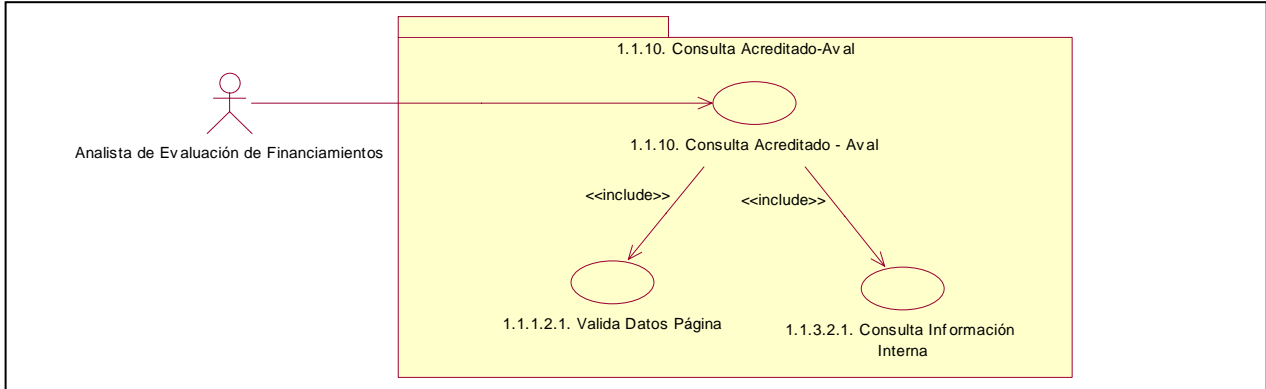 1.1.10. Consulta Acreditado-Aval
Analista de Evaluación de Financiamientos
1.1.10. Consulta Acreditado - Aval
<<include>>
<<include>>
1.1.1.2.1. Valida Datos Página
1.1.3.2.1. Consulta Información
Interna